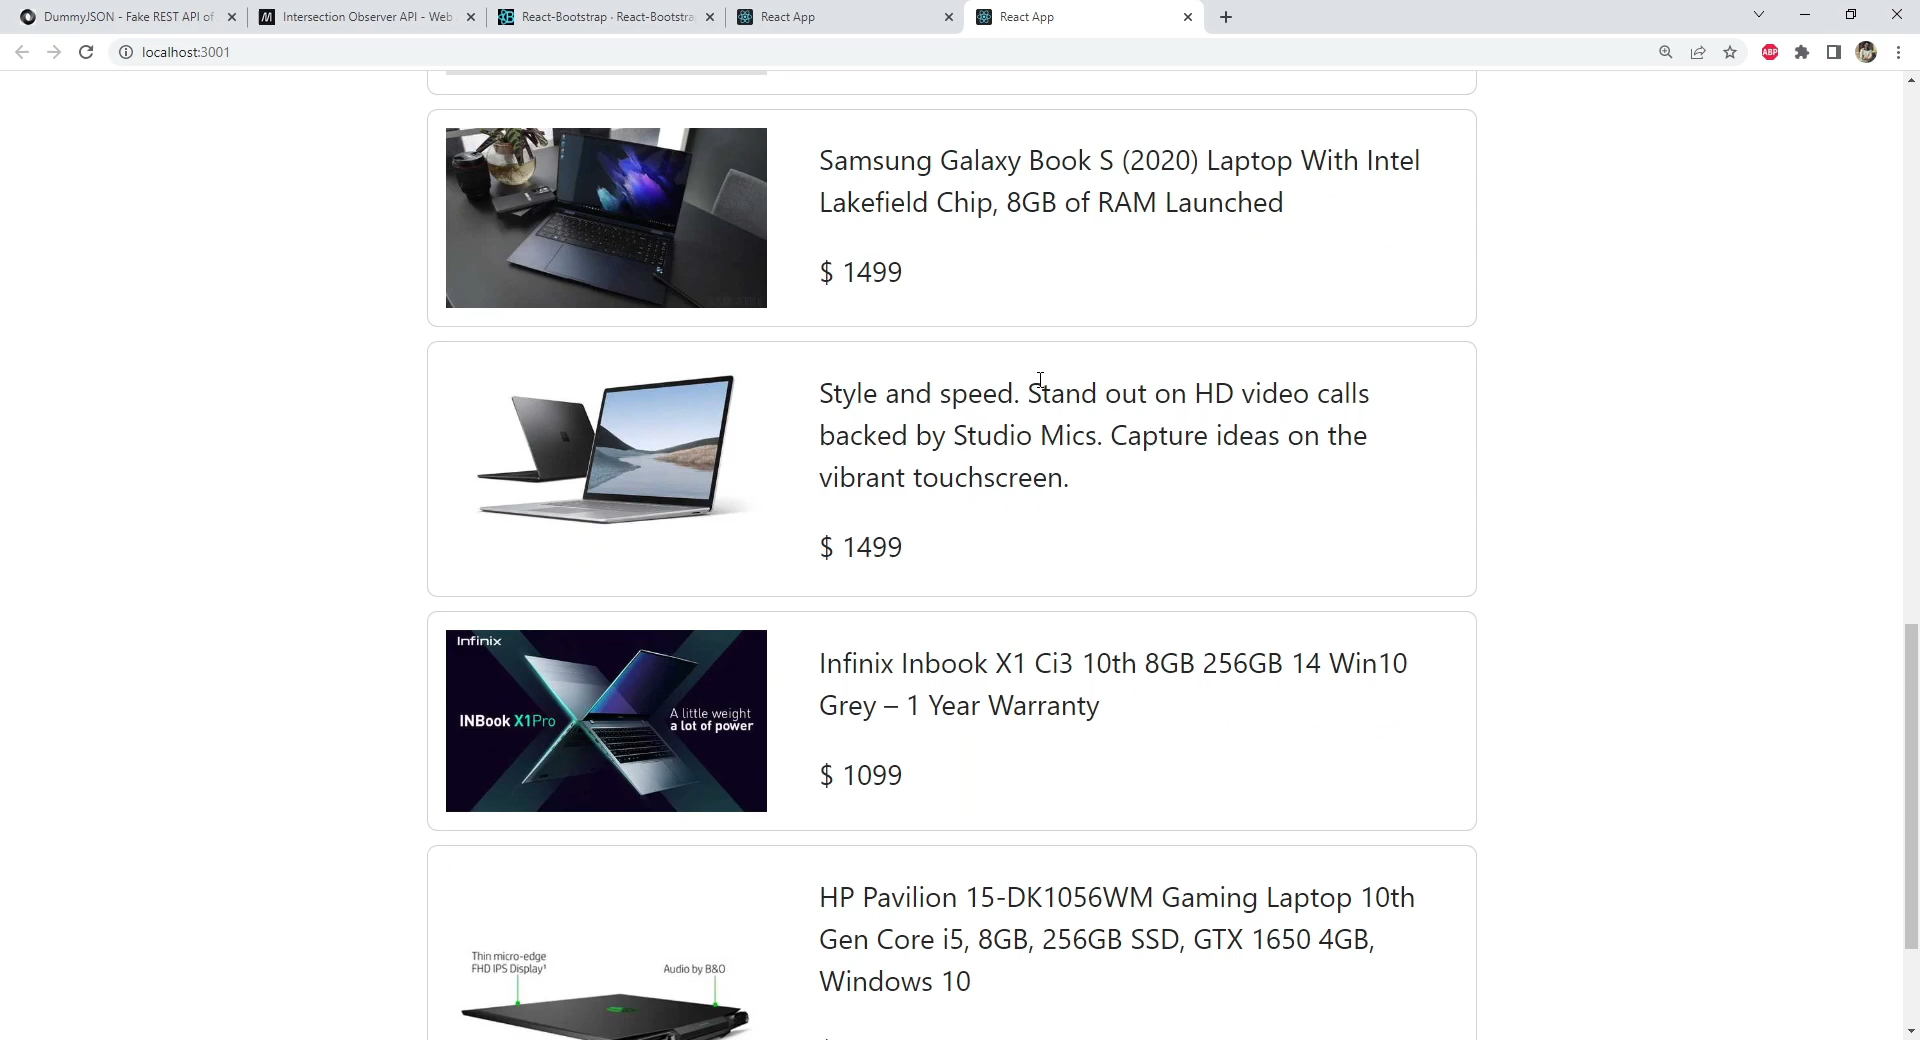 DummyJSON - Fake REST API of
Intersection Observer API - Web
React-Bootstrap · React-Bootstra
React App
React App
localhost:3001
ABP
Samsung Galaxy Book S (2020) Laptop With Intel
Lakefield Chip, 8GB of RAM Launched
$ 1499
Style and speed. Stand out on HD video calls
backed by Studio Mics. Capture ideas on the
vibrant touchscreen.
$ 1499
Infinix
INBook X1Pro
A little weight
a lot of power
Infinix Inbook X1 Ci3 10th 8GB 256GB 14 Win10
Grey – 1 Year Warranty
$ 1099
Thin micro-edge
FHD IPS Display¹
Audio by B&O
HP Pavilion 15-DK1056WM Gaming Laptop 10th
Gen Core i5, 8GB, 256GB SSD, GTX 1650 4GB,
Windows 10